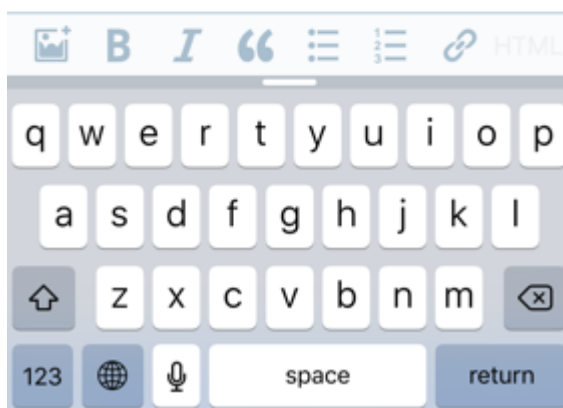 B I HTML
q w e r t y u i o p
a s d f g h j k l
z x c v b n m
123 space return